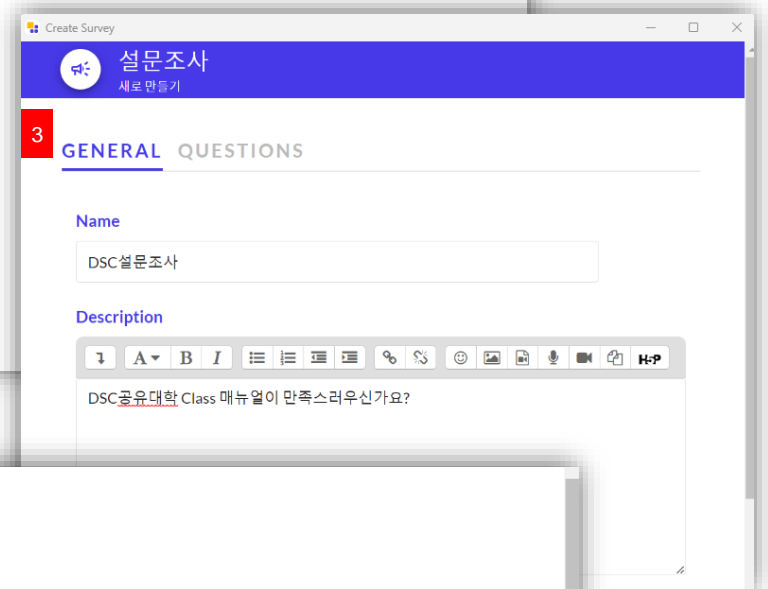 Create Survey
설문조사
새로 만들기
3
GENERAL QUESTIONS
Name
DSC설문조사
Description
A B I H-P
DSC공유대학 Class 매뉴얼이 만족스러우신가요?